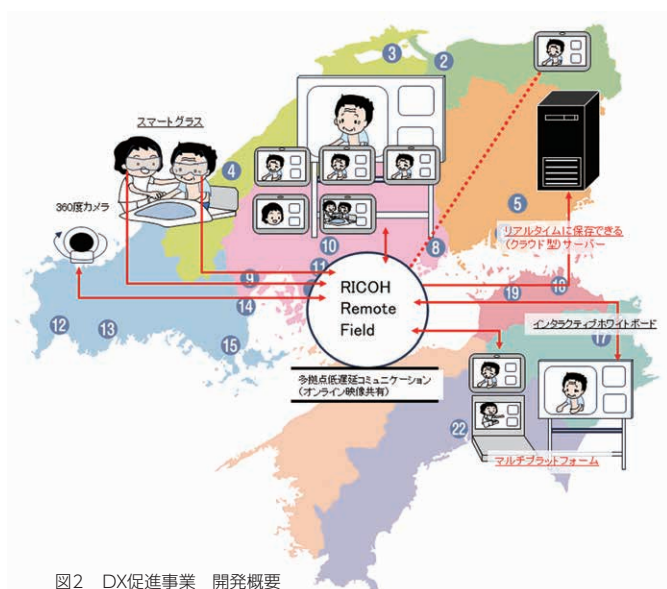 3
2
スマートグラス
4
360度カメラ
5
リアルタイムに保存できる
(クラウド型)サーバー
10
8
11
9
RICOH
Remote
Field
14
19
18
インタラクティブホワイトボード
17
12
13
15
多拠点低遅延コミュニケーション
(オンライン映像共有)
22
マルチプラットフォーム
図2 DX促進事業 開発概要